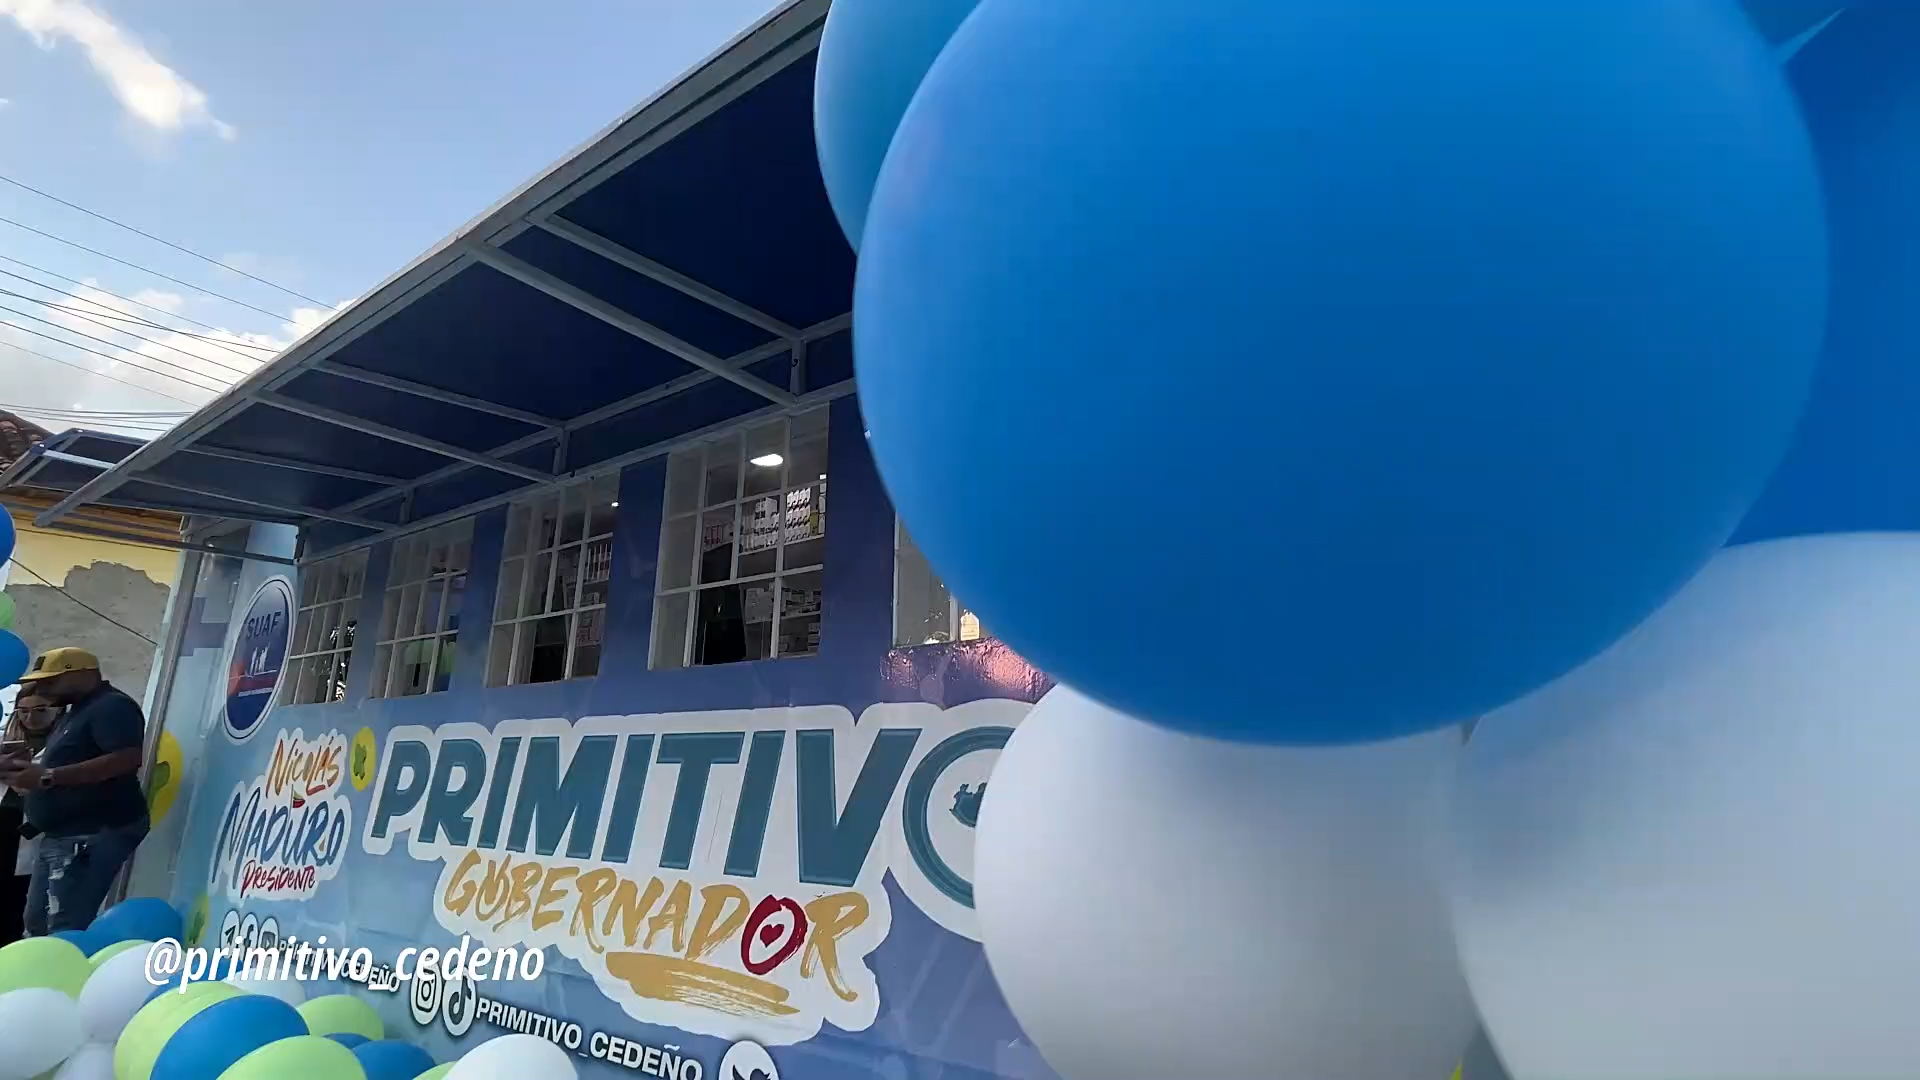 SUAF
NICOLÁS
MADURO
PRESIDENTE
PRIMITIVO
GOBERNADOR
@primitivo_cedeno
PRIMITIVO_CEDEÑO